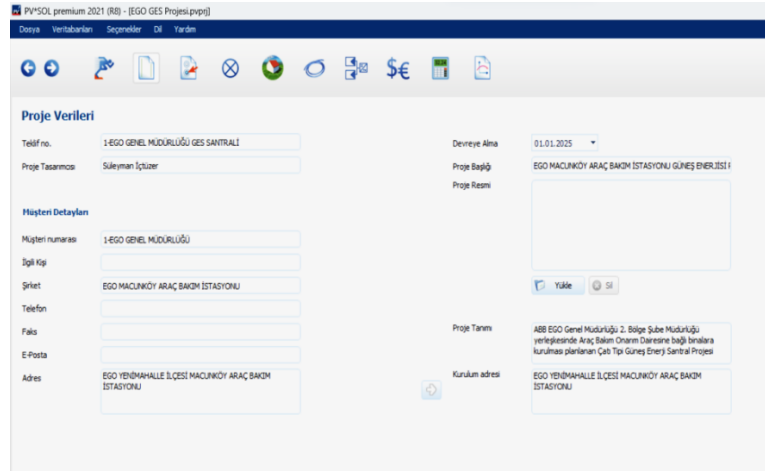 PV*SOL premium 2021 (R8) - [EGO GES Projesi.pvprj]
Dosya Veritabanları Seçenekler Dil Yardım
$€
Proje Verileri
Teklif no. 1-EGO GENEL MÜDÜRLÜĞÜ GES SANTRALİ
Proje Tasarımcısı Süleyman İçtüzer
Müşteri Detayları
Müşteri numarası 1-EGO GENEL MÜDÜRLÜĞÜ
İlgili Kişi
Şirket EGO MACUNKÖY ARAÇ BAKIM İSTASYONU
Telefon
Faks
E-Posta
Adres EGO YENİMAHALLE İLÇESİ MACUNKÖY ARAÇ BAKIM
İSTASYONU
Devreye Alma 01.01.2025
Proje Başlığı EGO MACUNKÖY ARAÇ BAKIM İSTASYONU GÜNEŞ ENERJİSİ
Proje Resmi
Yükle Sil
Proje Tanımı ABB EGO Genel Müdürlüğü 2. Bölge Şube Müdürlüğü
yerleşkesinde Araç Bakım Onarım Dairesine bağlı binalara
kurulması planlanan Çatı Tipi Güneş Enerji Santral Projesi
Kurulum adresi EGO YENİMAHALLE İLÇESİ MACUNKÖY ARAÇ BAKIM
İSTASYONU